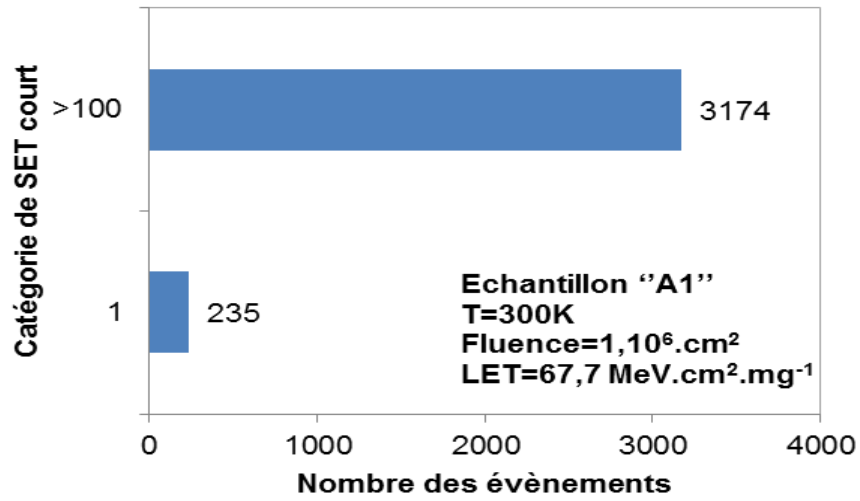 Catégorie de SET court
>100
3174
1
235
Echantillon ‘’A1’’
T=300K
Fluence=1,10⁶.cm²
LET=67,7 MeV.cm².mg⁻¹
0 1000 2000 3000 4000
Nombre des évènements